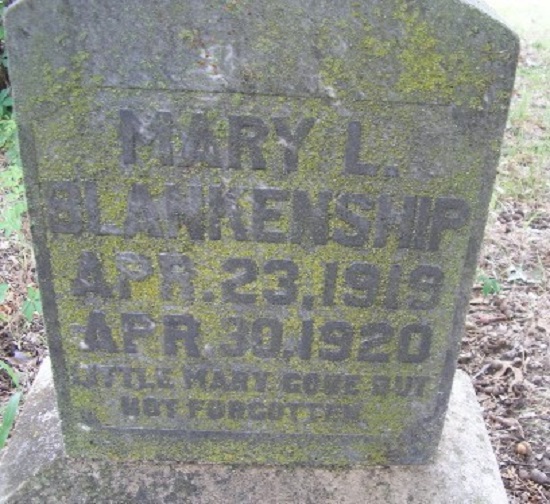 MARY L.
BLANKENSHIP
APR. 23, 1919
APR. 30, 1920
LITTLE MARY GONE BUT
NOT FORGOTTEN